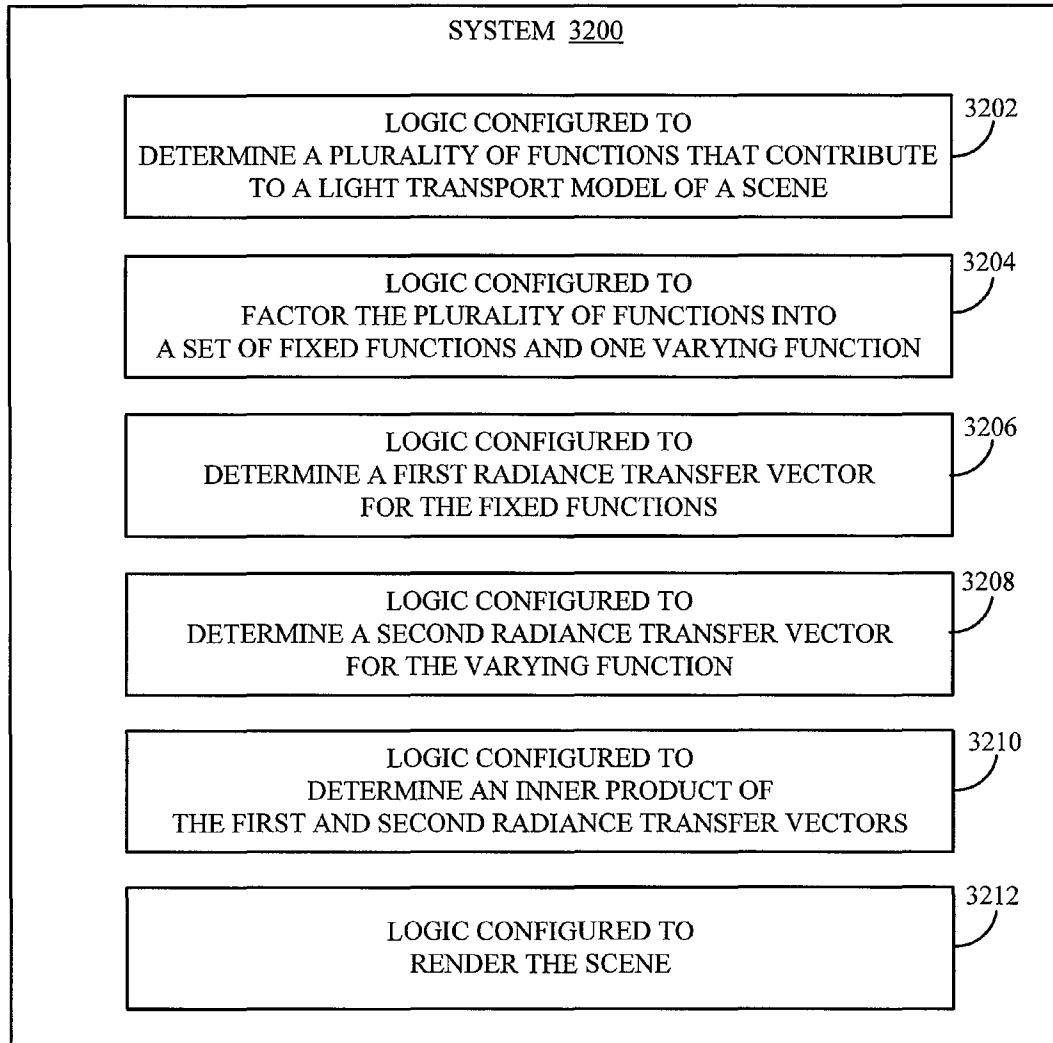 SYSTEM 3200
LOGIC CONFIGURED TO
DETERMINE A PLURALITY OF FUNCTIONS THAT CONTRIBUTE
TO A LIGHT TRANSPORT MODEL OF A SCENE
3202
LOGIC CONFIGURED TO
FACTOR THE PLURALITY OF FUNCTIONS INTO
A SET OF FIXED FUNCTIONS AND ONE VARYING FUNCTION
3204
LOGIC CONFIGURED TO
DETERMINE A FIRST RADIANCE TRANSFER VECTOR
FOR THE FIXED FUNCTIONS
3206
LOGIC CONFIGURED TO
DETERMINE A SECOND RADIANCE TRANSFER VECTOR
FOR THE VARYING FUNCTION
3208
LOGIC CONFIGURED TO
DETERMINE AN INNER PRODUCT OF
THE FIRST AND SECOND RADIANCE TRANSFER VECTORS
3210
LOGIC CONFIGURED TO
RENDER THE SCENE
3212